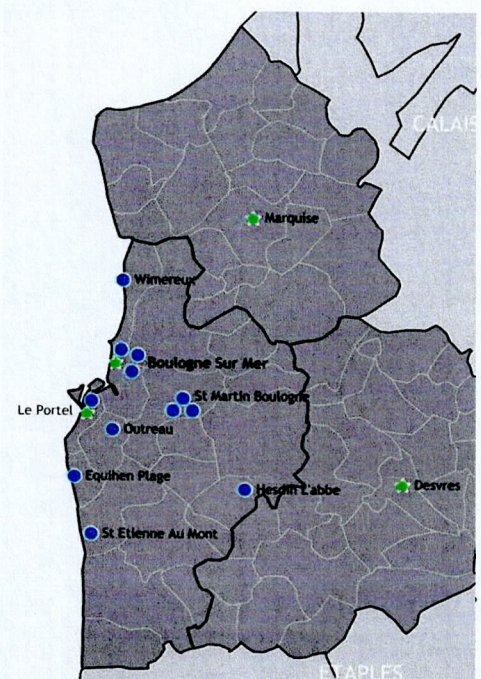 CALAIS
Marquise
Wimereux
Boulogne Sur Mer
St Martin Boulogne
Le Portel
Outreau
Equihen Plage
Hesdin L'abbe
Desvres
St Etienne Au Mont
ETAPLES